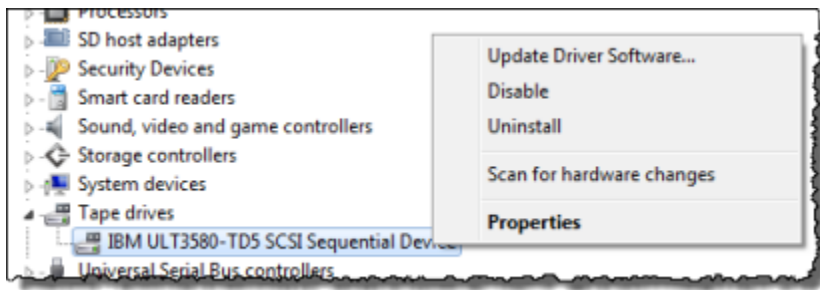 Processors
SD host adapters
Security Devices
Smart card readers
Sound, video and game controllers
Storage controllers
System devices
Tape drives
IBM ULT3580-TD5 SCSI Sequential Device
Universal Serial Bus controllers
Update Driver Software...
Disable
Uninstall
Scan for hardware changes
Properties